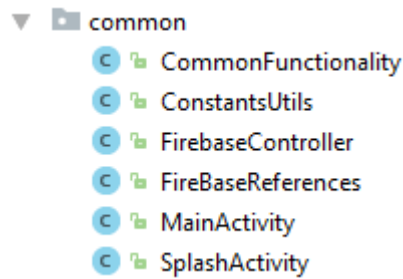 common
C CommonFunctionality
C ConstantsUtils
C FirebaseController
C FireBaseReferences
C MainActivity
C SplashActivity